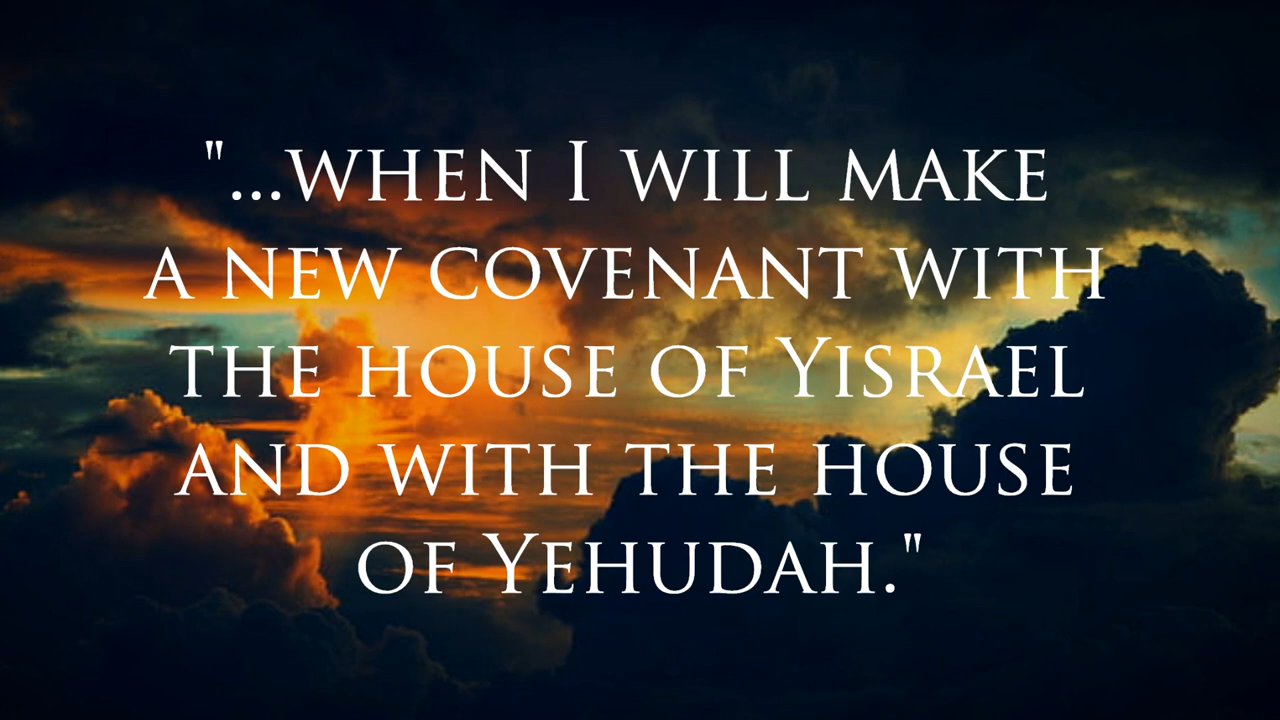 "...when I will make
a new covenant with
the house of Yisrael
and with the house
of Yehudah."